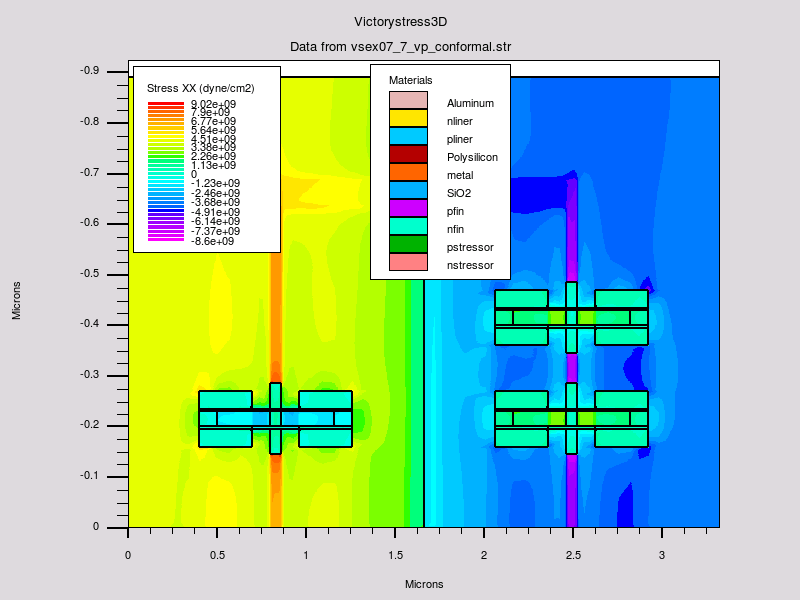 Victorystress3D
Data from vsex07_7_vp_conformal.str
Stress XX (dyne/cm2)
9.02e+09
7.9e+09
6.77e+09
5.64e+09
4.51e+09
3.38e+09
2.26e+09
1.13e+09
0
-1.23e+09
-2.46e+09
-3.68e+09
-4.91e+09
-6.14e+09
-7.37e+09
-8.6e+09
Materials
Aluminum
nliner
pliner
Polysilicon
metal
SiO2
pfin
nfin
pstressor
nstressor
Microns
-0.9
-0.8
-0.7
-0.6
-0.5
-0.4
-0.3
-0.2
-0.1
0
0 0.5 1 1.5 2 2.5 3
Microns